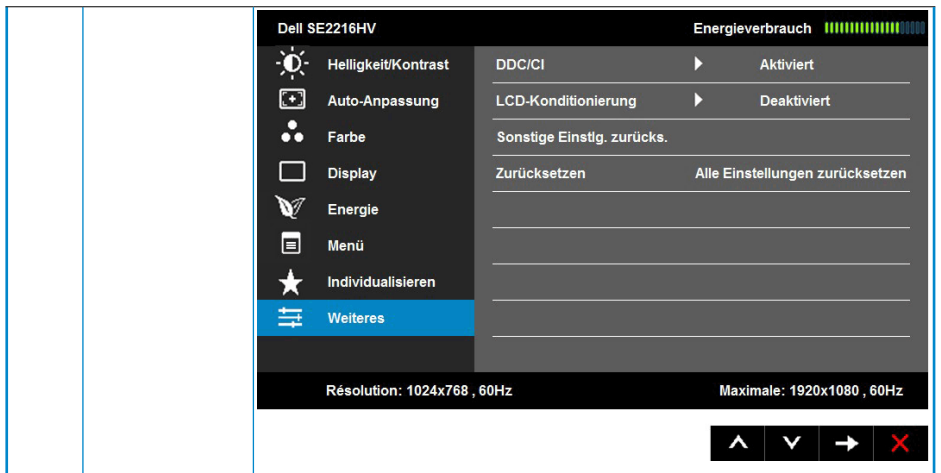 Dell SE2216HV Energieverbrauch
Helligkeit/Kontrast DDC/CI Aktiviert
Auto-Anpassung LCD-Konditionierung Deaktiviert
Farbe Sonstige Einstlg. zurücks.
Display Zurücksetzen Alle Einstellungen zurücksetzen
Energie
Menü
Individualisieren
Weiteres
Résolution: 1024x768 , 60Hz Maximale: 1920x1080 , 60Hz